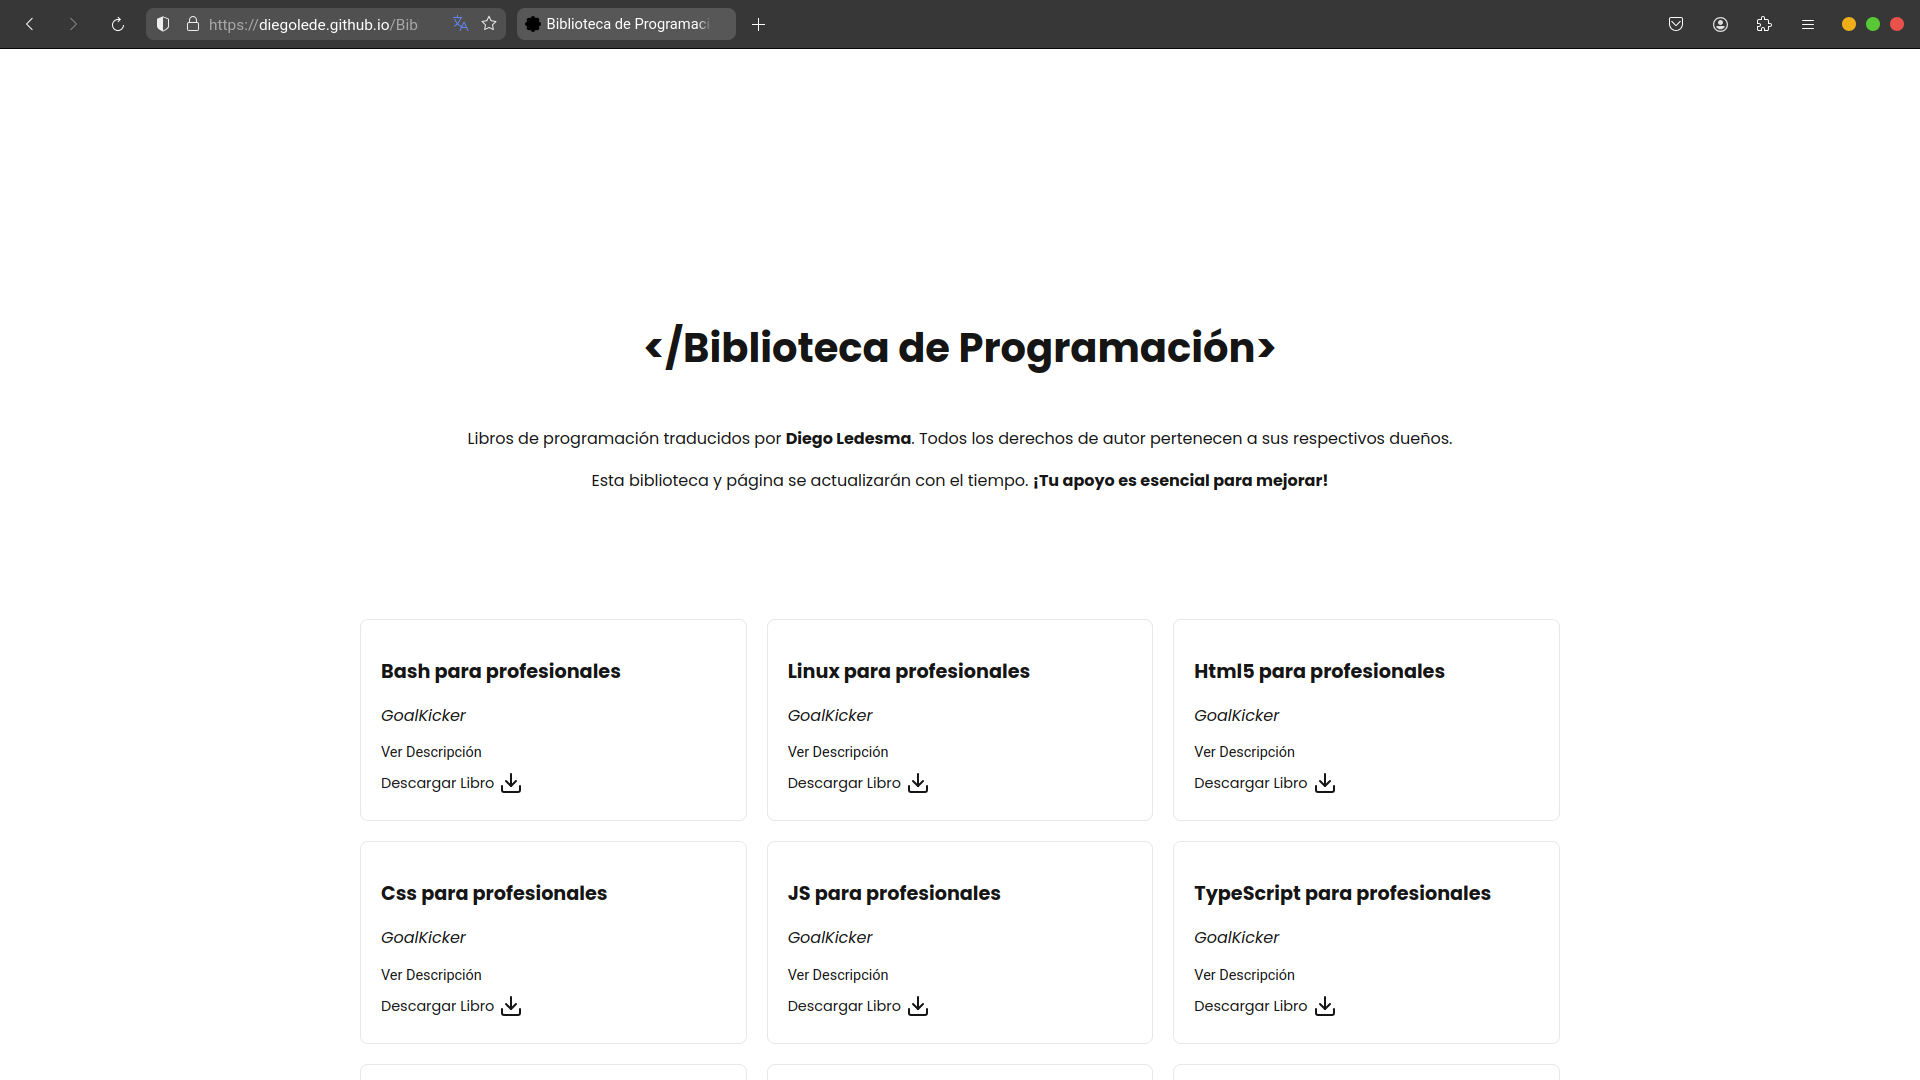 https://diegolede.github.io/Bib
Biblioteca de Programaci
</Biblioteca de Programación>
Libros de programación traducidos por Diego Ledesma. Todos los derechos de autor pertenecen a sus respectivos dueños.
Esta biblioteca y página se actualizarán con el tiempo. ¡Tu apoyo es esencial para mejorar!
Bash para profesionales
GoalKicker
Ver Descripción
Descargar Libro
Linux para profesionales
GoalKicker
Ver Descripción
Descargar Libro
Html5 para profesionales
GoalKicker
Ver Descripción
Descargar Libro
Css para profesionales
GoalKicker
Ver Descripción
Descargar Libro
JS para profesionales
GoalKicker
Ver Descripción
Descargar Libro
TypeScript para profesionales
GoalKicker
Ver Descripción
Descargar Libro